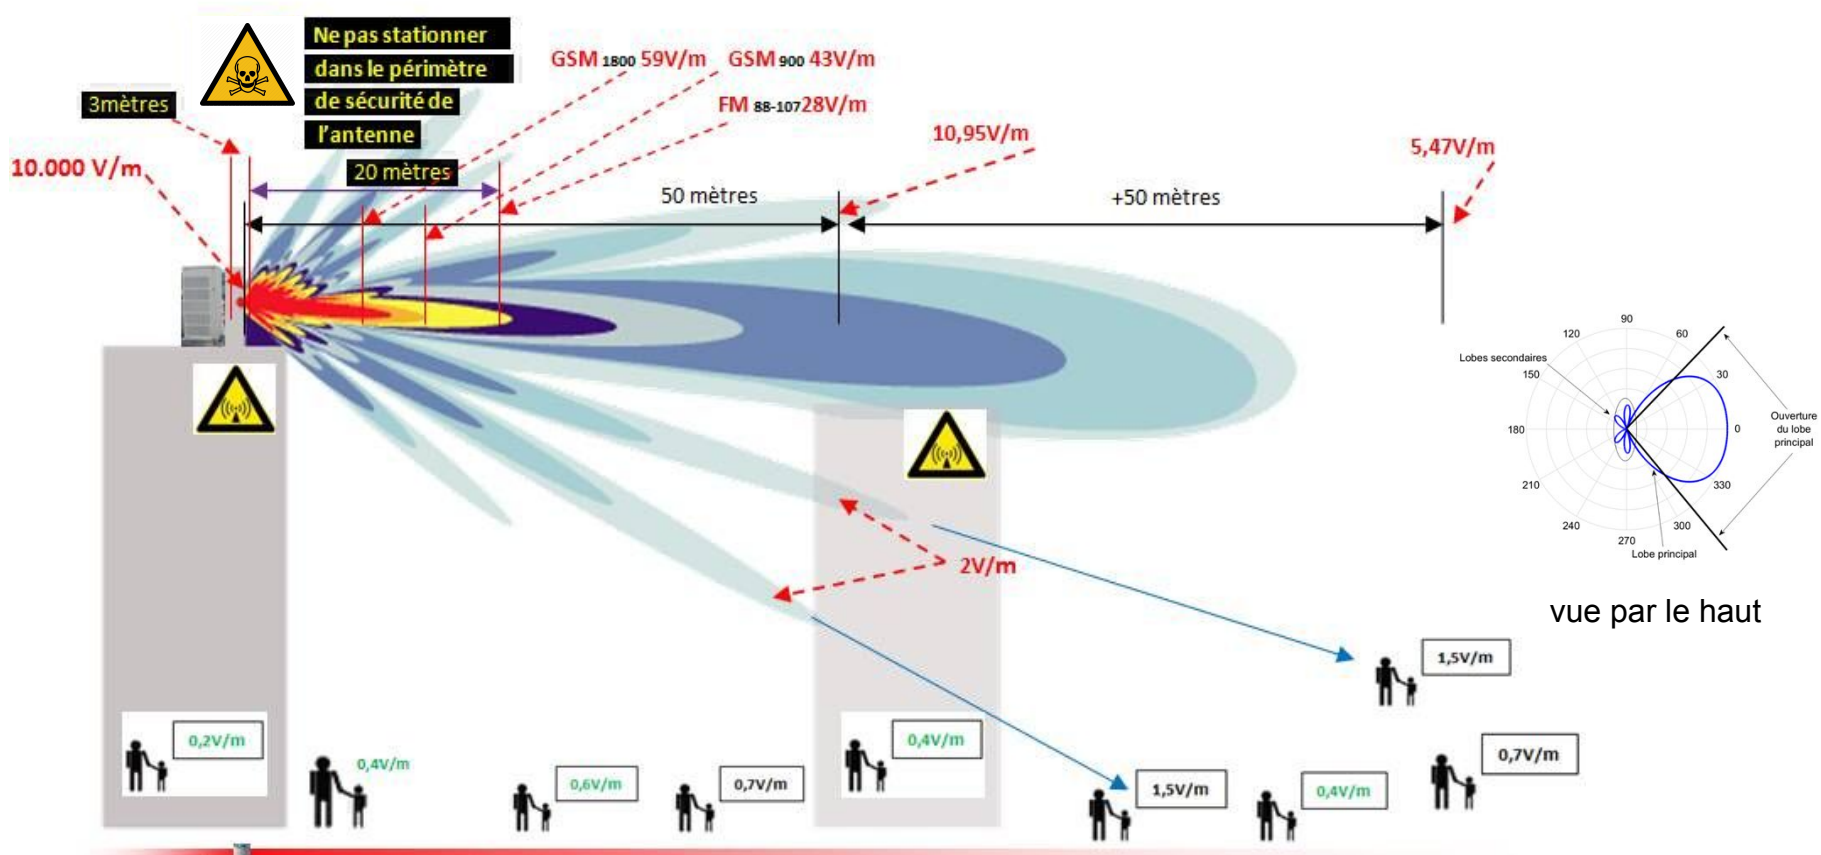 Ne pas stationner
dans le périmètre
de sécurité de
l'antenne
3mètres
10.000 V/m
20 mètres
GSM 1800 59V/m
GSM 900 43V/m
FM 88-107 28V/m
10,95V/m
5,47V/m
50 mètres
+50 mètres
90
120
60
Lobes secondaires
150
30
180
0
Ouverture
du lobe
principal
210
330
240
300
270
Lobe principal
vue par le haut
2V/m
1,5V/m
0,2V/m
0,4V/m
0,4V/m
0,6V/m
0,7V/m
1,5V/m
0,4V/m
0,7V/m